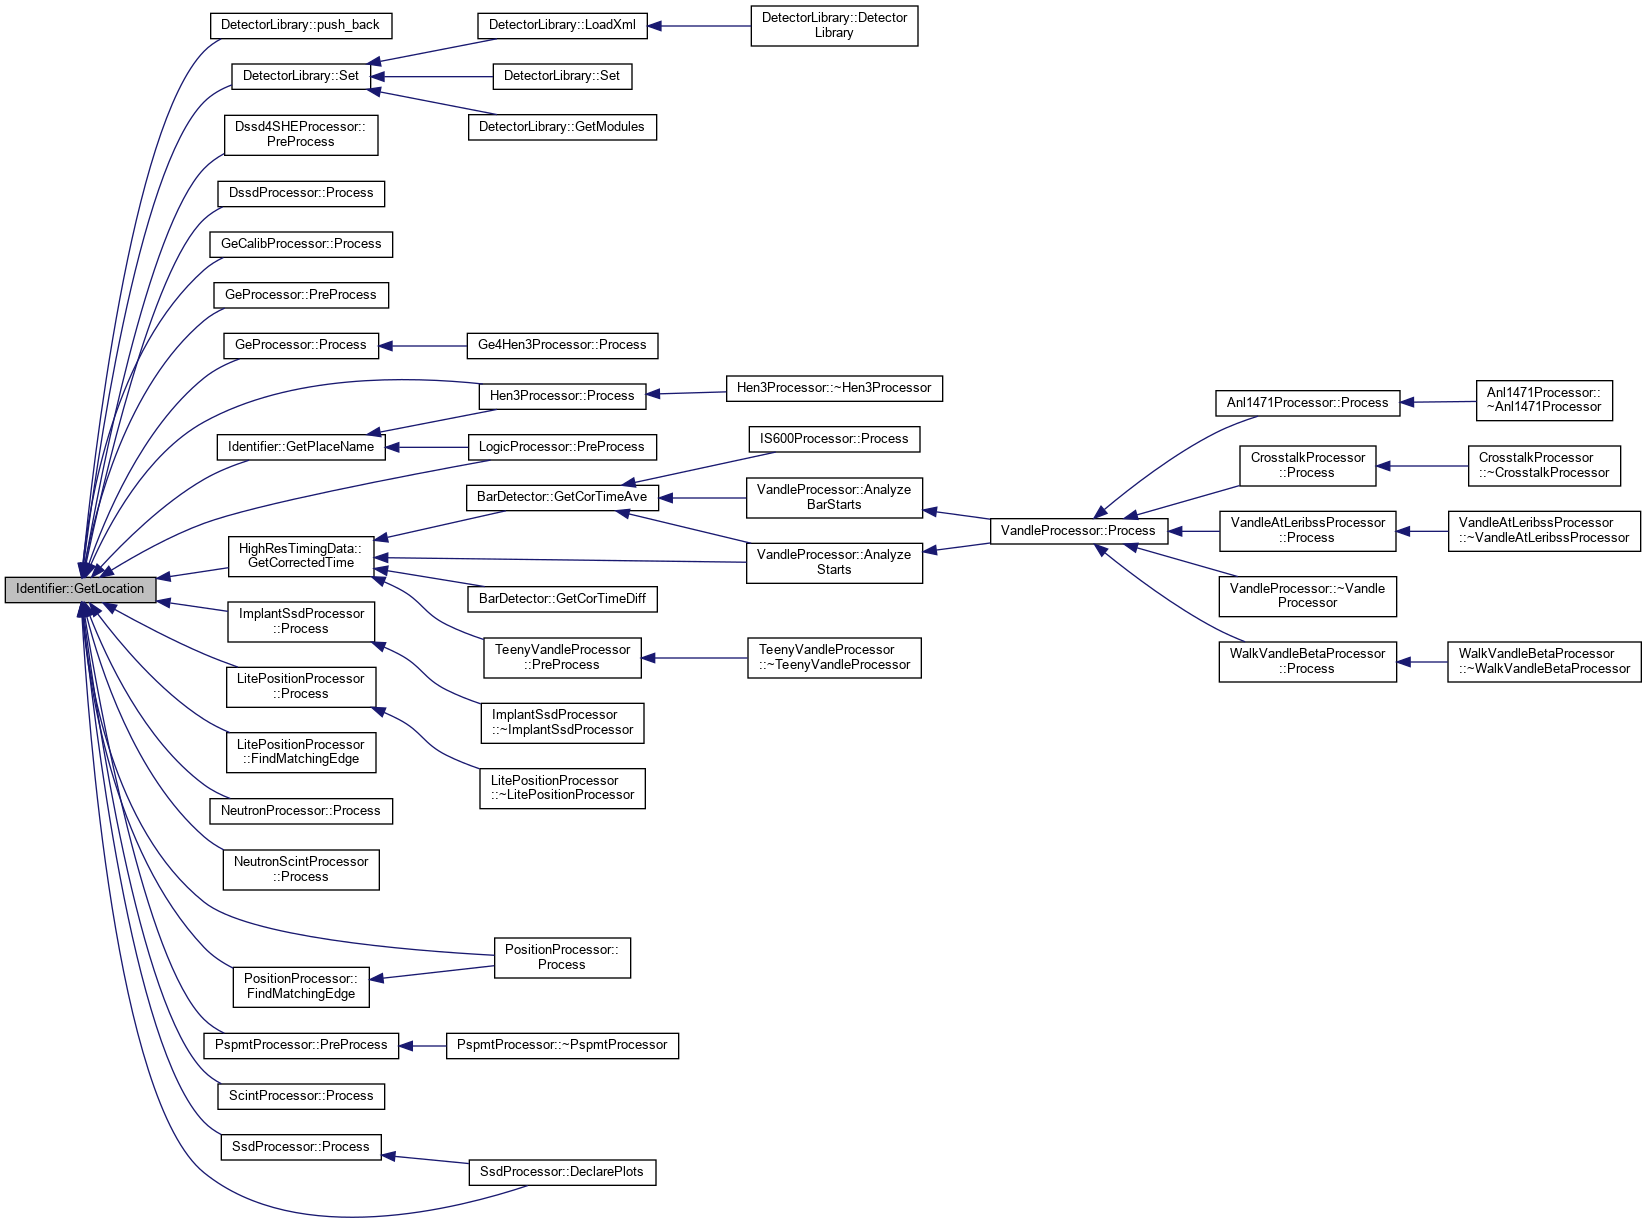 DetectorLibrary::push_back
DetectorLibrary::LoadXml
DetectorLibrary::Detector
Library
DetectorLibrary::Set
DetectorLibrary::Set
DetectorLibrary::GetModules
Dssd4SHEProcessor::
PreProcess
DssdProcessor::Process
GeCalibProcessor::Process
GeProcessor::PreProcess
GeProcessor::Process
Ge4Hen3Processor::Process
Hen3Processor::Process
Hen3Processor::~Hen3Processor
Identifier::GetPlaceName
LogicProcessor::PreProcess
IS600Processor::Process
BarDetector::GetCorTimeAve
VandleProcessor::Analyze
BarStarts
VandleProcessor::Process
Anl1471Processor::Process
Anl1471Processor::
~Anl1471Processor
CrosstalkProcessor
::Process
CrosstalkProcessor
::~CrosstalkProcessor
VandleAtLeribssProcessor
::Process
VandleAtLeribssProcessor
::~VandleAtLeribssProcessor
HighResTimingData::
GetCorrectedTime
VandleProcessor::Analyze
Starts
VandleProcessor::~Vandle
Processor
Identifier::GetLocation
BarDetector::GetCorTimeDiff
ImplantSsdProcessor
::Process
TeenyVandleProcessor
::PreProcess
TeenyVandleProcessor
::~TeenyVandleProcessor
WalkVandleBetaProcessor
::Process
WalkVandleBetaProcessor
::~WalkVandleBetaProcessor
LitePositionProcessor
::Process
ImplantSsdProcessor
::~ImplantSsdProcessor
LitePositionProcessor
::FindMatchingEdge
LitePositionProcessor
::~LitePositionProcessor
NeutronProcessor::Process
NeutronScintProcessor
::Process
PositionProcessor::
Process
PositionProcessor::
FindMatchingEdge
PspmtProcessor::PreProcess
PspmtProcessor::~PspmtProcessor
ScintProcessor::Process
SsdProcessor::Process
SsdProcessor::DeclarePlots